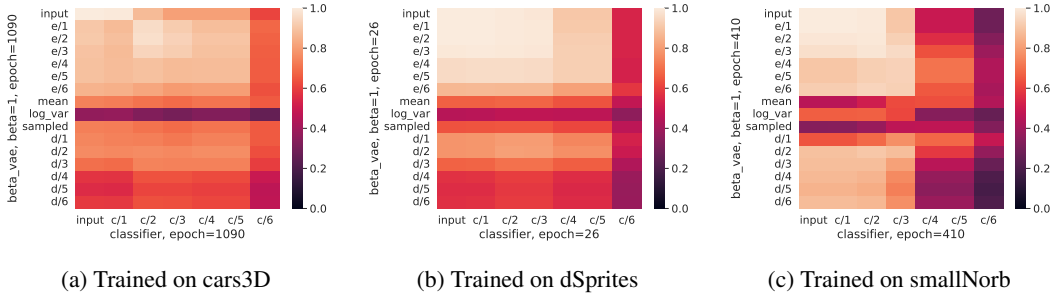 beta_vae, beta=1, epoch=1090
input
e/1
e/2
e/3
e/4
e/5
e/6
mean
log_var
sampled
d/1
d/2
d/3
d/4
d/5
d/6
input c/1 c/2 c/3 c/4 c/5 c/6
classifier, epoch=1090
1.0
0.8
0.6
0.4
0.2
0.0
(a) Trained on cars3D
beta_vae, beta=1, epoch=26
input
e/1
e/2
e/3
e/4
e/5
e/6
mean
log_var
sampled
d/1
d/2
d/3
d/4
d/5
d/6
input c/1 c/2 c/3 c/4 c/5 c/6
classifier, epoch=26
1.0
0.8
0.6
0.4
0.2
0.0
(b) Trained on dSprites
beta_vae, beta=1, epoch=410
input
e/1
e/2
e/3
e/4
e/5
e/6
mean
log_var
sampled
d/1
d/2
d/3
d/4
d/5
d/6
input c/1 c/2 c/3 c/4 c/5 c/6
classifier, epoch=410
1.0
0.8
0.6
0.4
0.2
0.0
(c) Trained on smallNorb